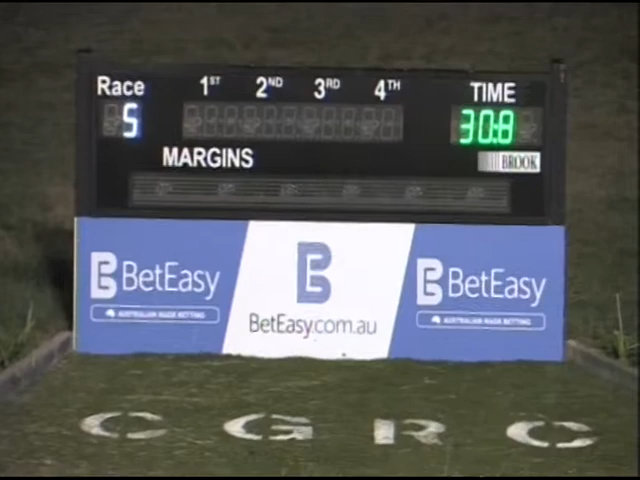 Race 1ST 2ND 3RD 4TH TIME
5 30:8
MARGINS BROOK
BetEasy BetEasy
AUSTRALIAN MADE BETTING AUSTRALIAN MADE BETTING
BetEasy.com.au
C G R C